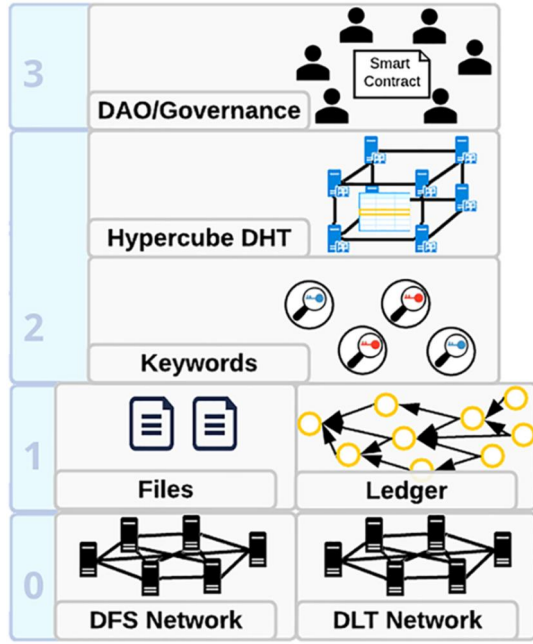 3
Smart
Contract
DAO/Governance
Hypercube DHT
2
Keywords
1
Files
Ledger
0
DFS Network
DLT Network